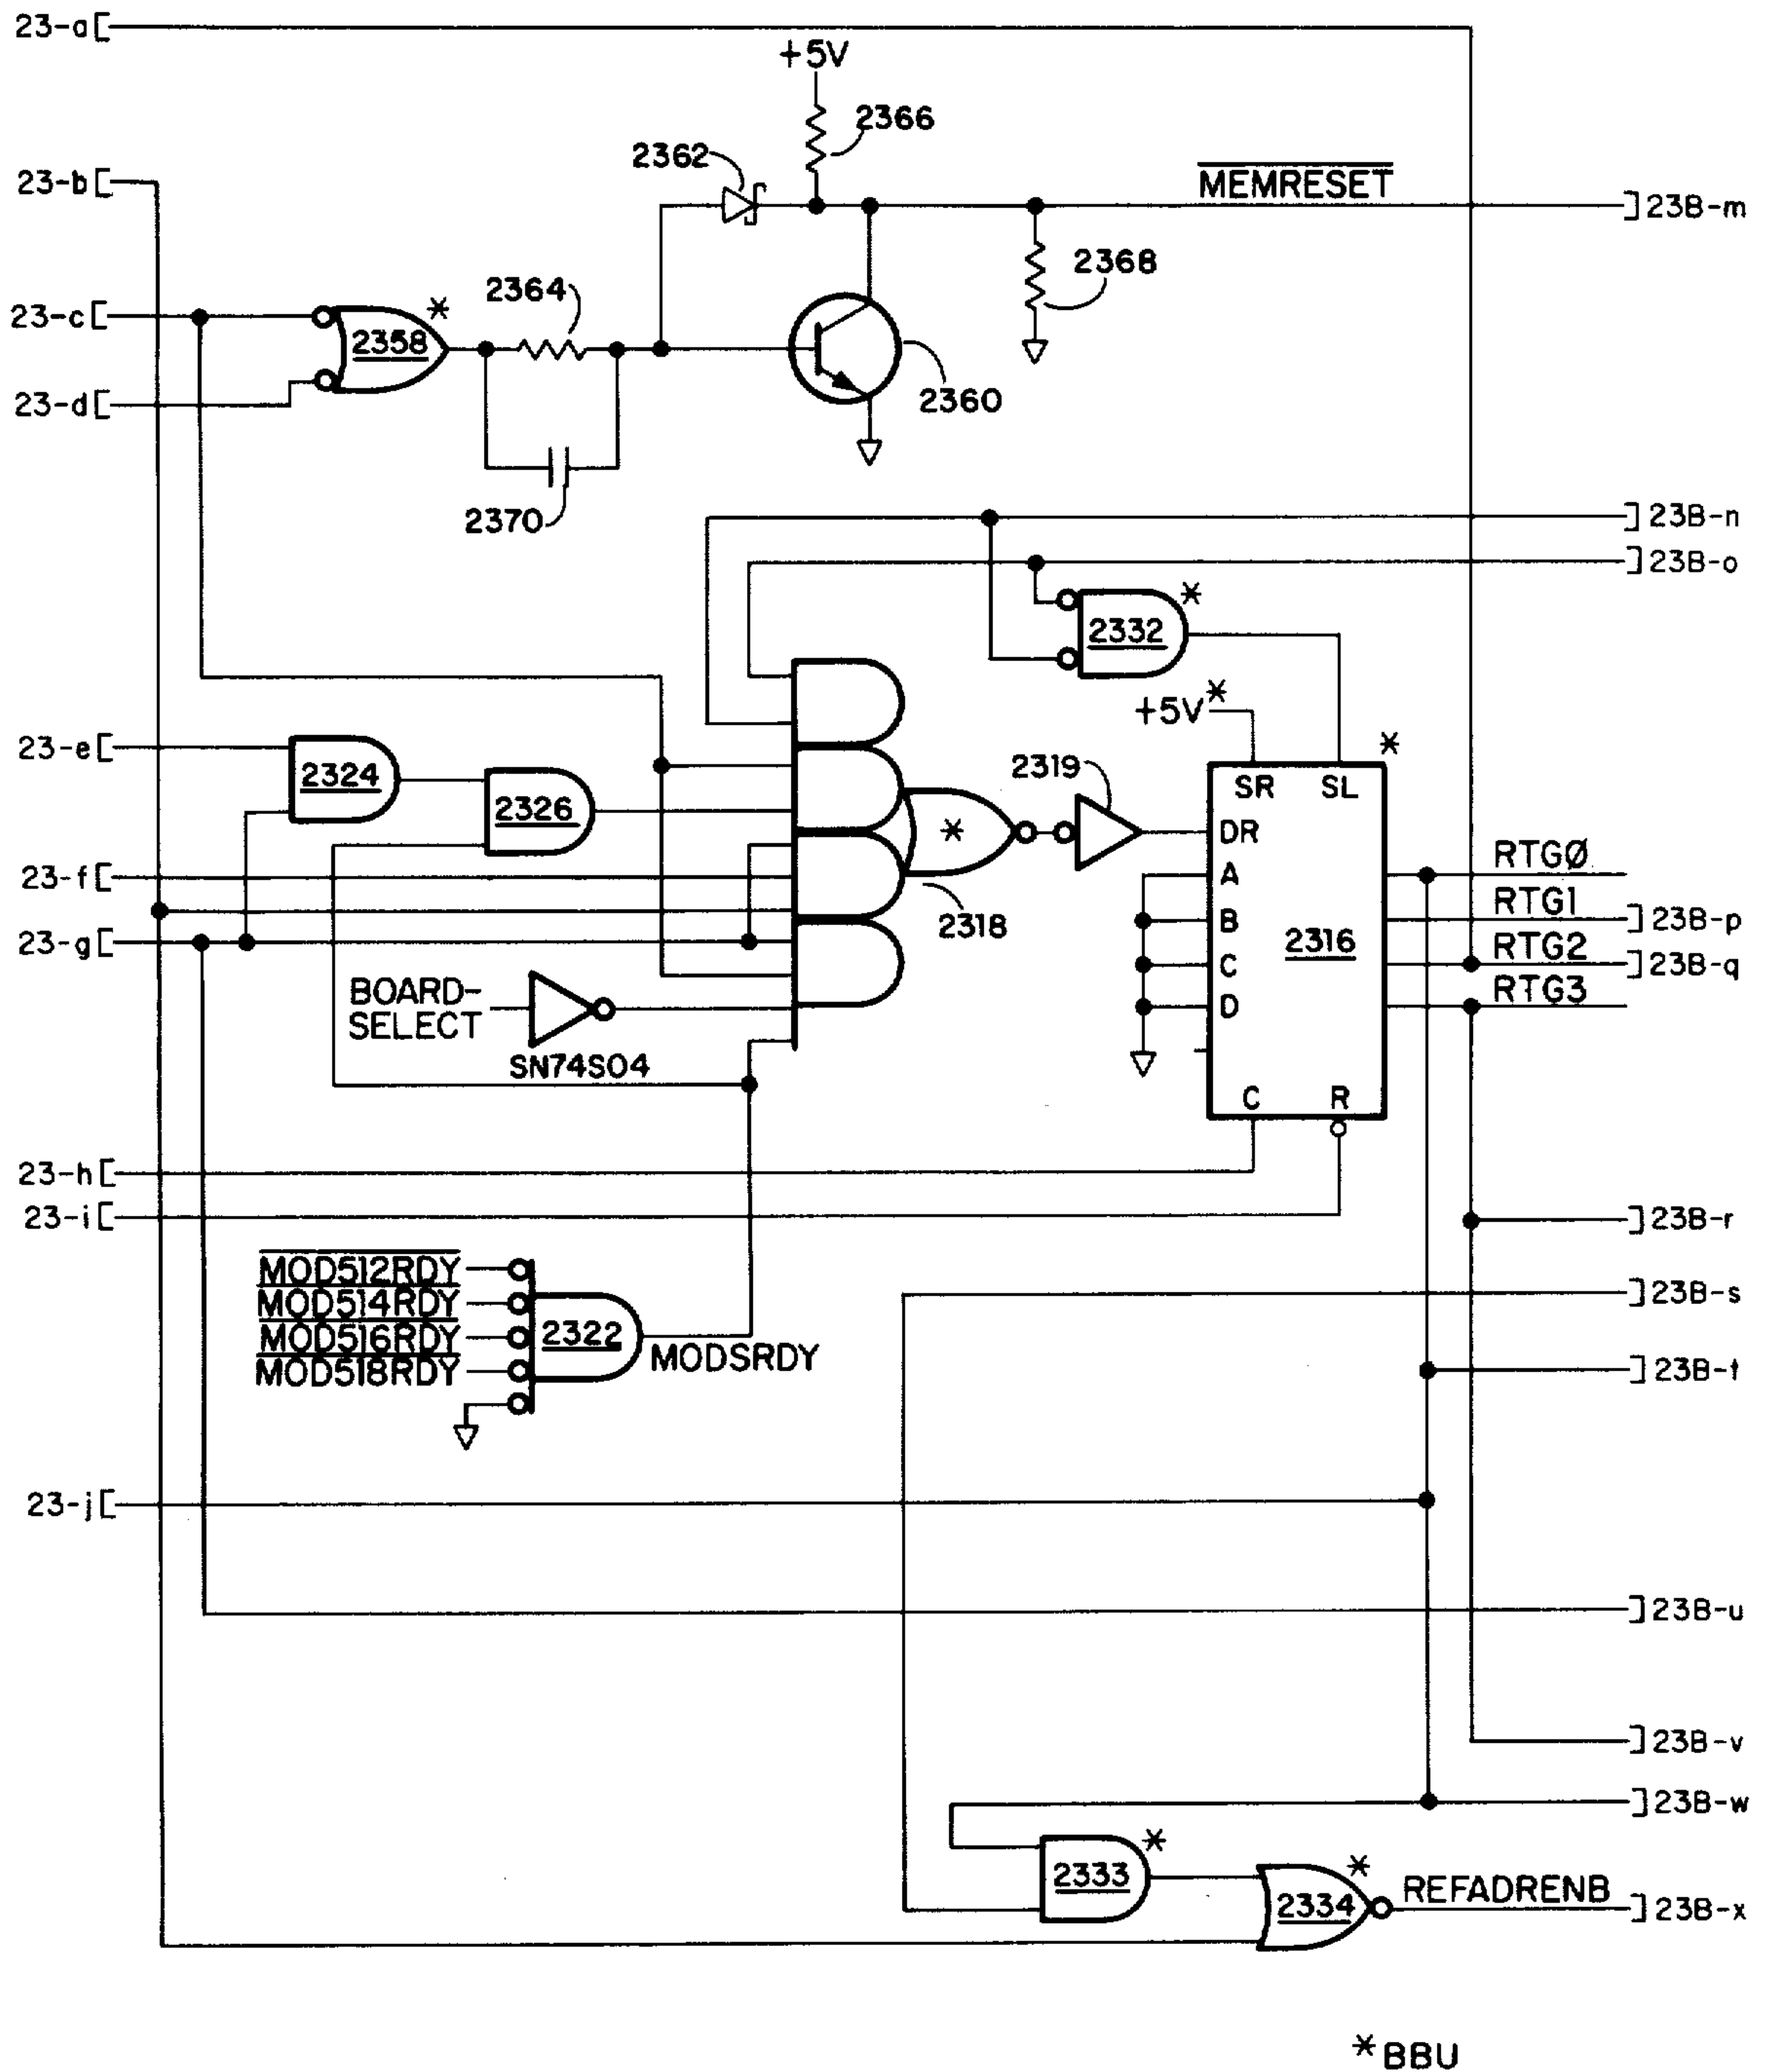 23-a
+5V
2366
2362
23-b
MEMRESET
23B-m
2368
2364
23-c
*
2358
23-d
2360
2370
23B-n
23B-o
*
2332
+5V*
*
23-e
2324
2326
2319
SR SL
*
DR
23-f
A
RTGØ
B
RTG1
23B-p
2318
23-g
2316
C
RTG2
23B-q
D
RTG3
BOARD-
SELECT
SN74S04
C R
23-h
23-i
23B-r
MOD512RDY
MOD514RDY
MOD516RDY
MOD518RDY
2322
MODSRDY
23B-s
23B-t
23-j
23B-u
23B-v
23B-w
*
2333
*
2334
REFADRENB
23B-x
*BBU